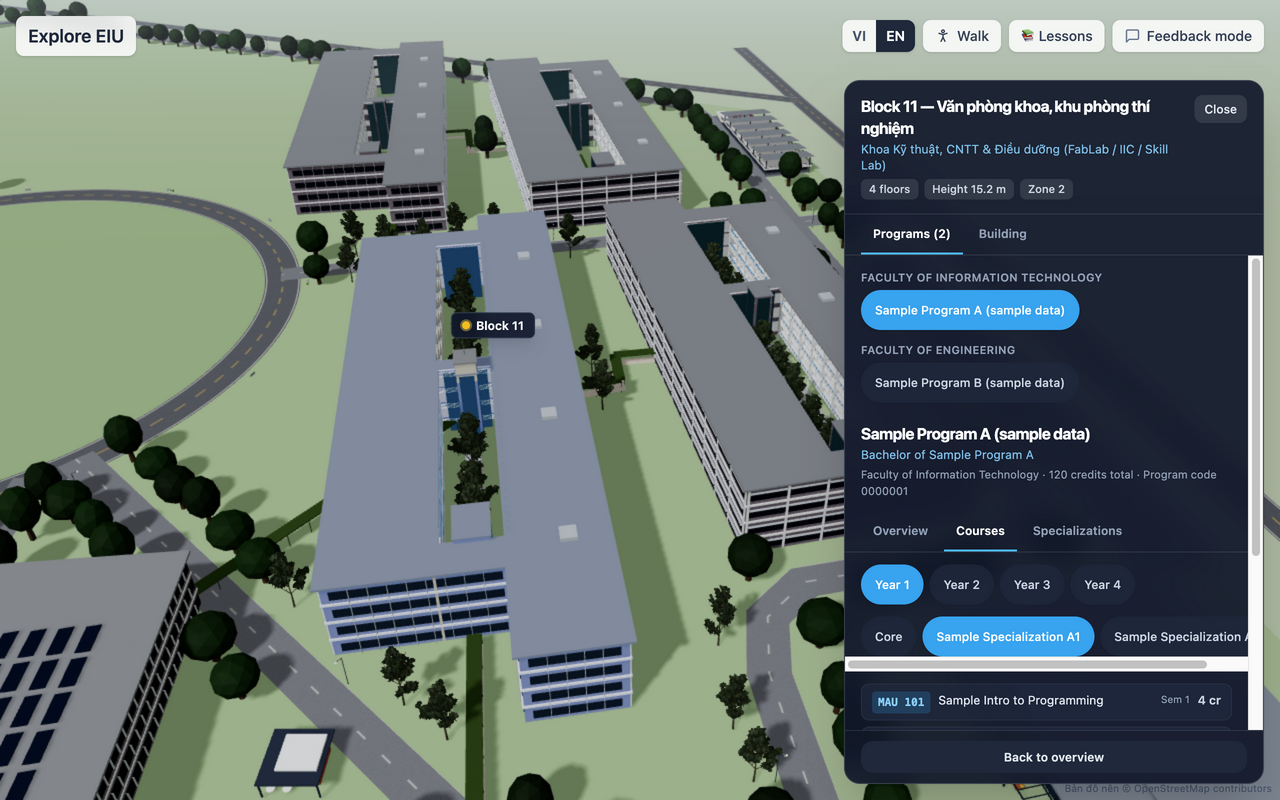 Explore EIU
VI EN Walk Lessons Feedback mode
Block 11 — Văn phòng khoa, khu phòng thí
nghiệm
Close
Khoa Kỹ thuật, CNTT & Điều dưỡng (FabLab / IIC / Skill
Lab)
4 floors Height 15.2 m Zone 2
Programs (2) Building
FACULTY OF INFORMATION TECHNOLOGY
Sample Program A (sample data)
FACULTY OF ENGINEERING
Sample Program B (sample data)
Sample Program A (sample data)
Bachelor of Sample Program A
Faculty of Information Technology · 120 credits total · Program code
0000001
Overview Courses Specializations
Year 1 Year 2 Year 3 Year 4
Core Sample Specialization A1 Sample Specialization
MAU 101 Sample Intro to Programming Sem 1 4 cr
Back to overview
Block 11
Bản đồ nền © OpenStreetMap contributors